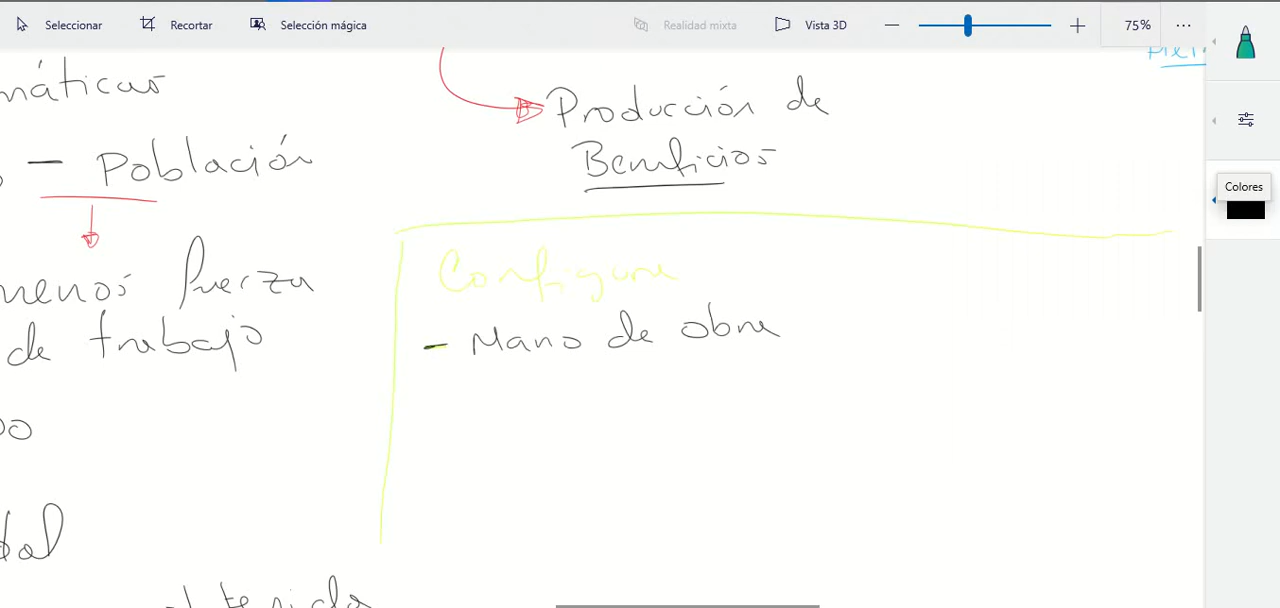 Seleccionar Recortar Selección mágica Realidad mixta Vista 3D 75%
Colores
máticas
Producción de
Beneficios
- Población
menos fuerza
de trabajo
Configura
- Mano de obra